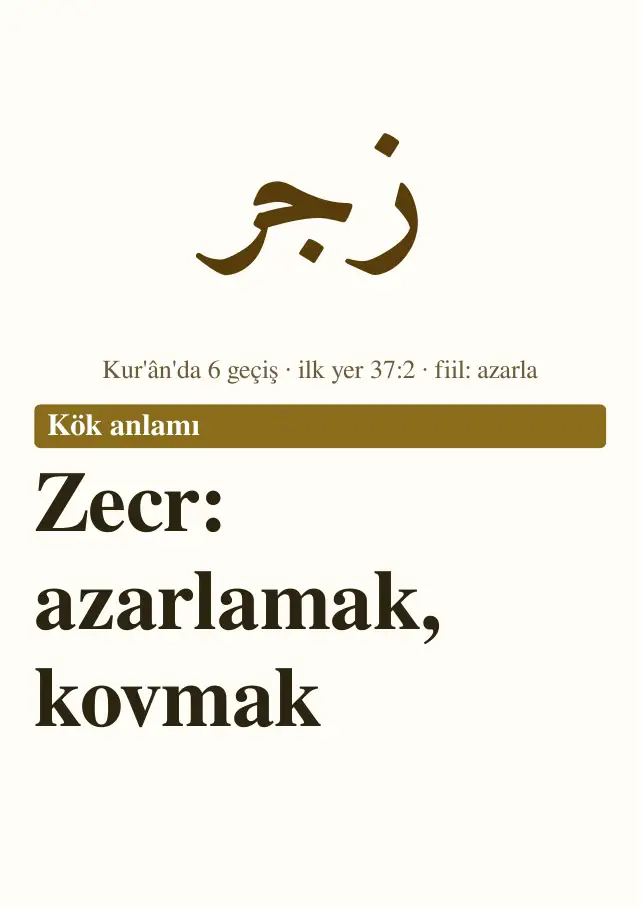 زجر
Kur'ân'da 6 geçiş · ilk yer 37:2 · fiil: azarla
Kök anlamı
Zecr:
azarlamak,
kovmak